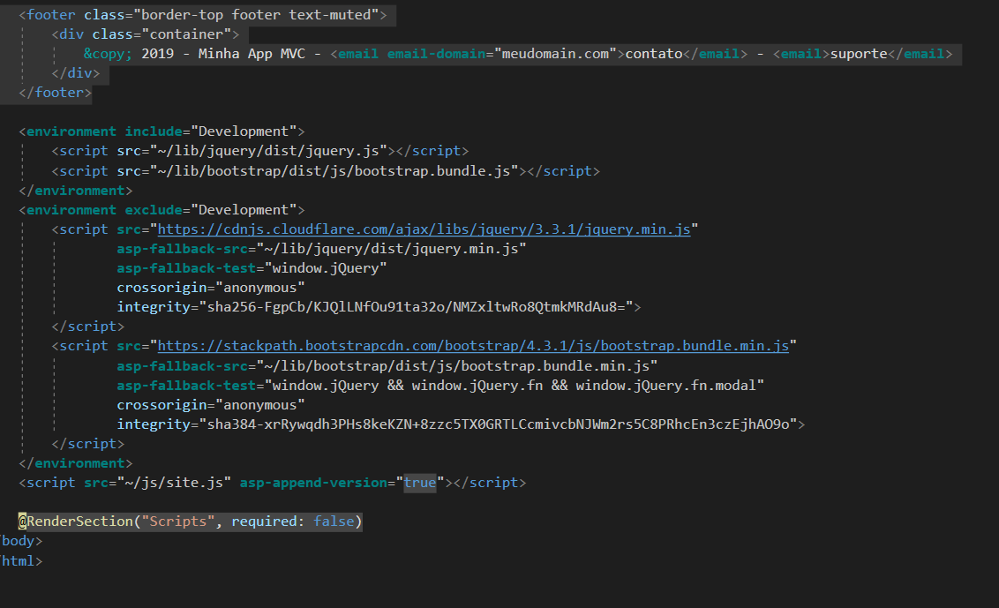 <footer class="border-top footer text-muted">
<div class="container">
&copy; 2019 - Minha App MVC - <email email-domain="meudomain.com">contato</email> - <email>suporte</email>
</div>
</footer>
<environment include="Development">
<script src="~/lib/jquery/dist/jquery.js"></script>
<script src="~/lib/bootstrap/dist/js/bootstrap.bundle.js"></script>
</environment>
<environment exclude="Development">
<script src="https://cdnjs.cloudflare.com/ajax/libs/jquery/3.3.1/jquery.min.js"
asp-fallback-src="~/lib/jquery/dist/jquery.min.js"
asp-fallback-test="window.jQuery"
crossorigin="anonymous"
integrity="sha256-FgpCb/KJQlLNfOu91ta32o/NMZxltwRo8QtmkMRdAu8=">
</script>
<script src="https://stackpath.bootstrapcdn.com/bootstrap/4.3.1/js/bootstrap.bundle.min.js"
asp-fallback-src="~/lib/bootstrap/dist/js/bootstrap.bundle.min.js"
asp-fallback-test="window.jQuery && window.jQuery.fn && window.jQuery.fn.modal"
crossorigin="anonymous"
integrity="sha384-xrRywqdh3PHs8keKZN+8zzc5TX0GRTLCcmivcbNJWm2rs5C8PRhcEn3czEjhAO9o">
</script>
</environment>
<script src="~/js/site.js" asp-append-version="true"></script>
@RenderSection("Scripts", required: false)
body>
html>